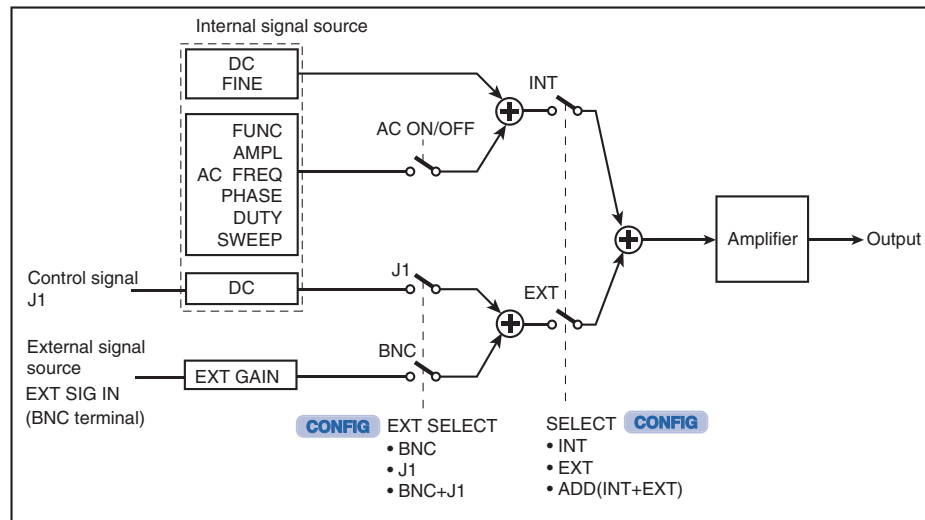 Internal signal source
DC
FINE
INT
FUNC
AMPL
AC FREQ
PHASE
DUTY
SWEEP
AC ON/OFF
Amplifier
Output
Control signal
J1
DC
J1
EXT
External signal
source
EXT SIG IN
(BNC terminal)
EXT GAIN
BNC
CONFIG EXT SELECT
• BNC
• J1
• BNC+J1
SELECT CONFIG
• INT
• EXT
• ADD(INT+EXT)